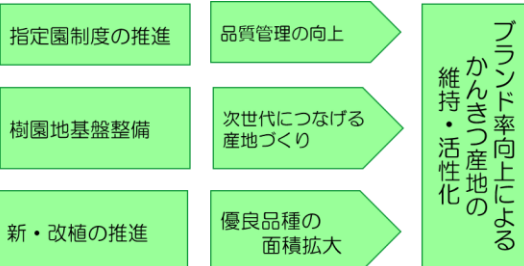 指定園制度の推進
品質管理の向上
樹園地基盤整備
次世代につなげる
産地づくり
新・改植の推進
優良品種の
面積拡大
ブランド率向上による
かんきつ産地の
維持・活性化